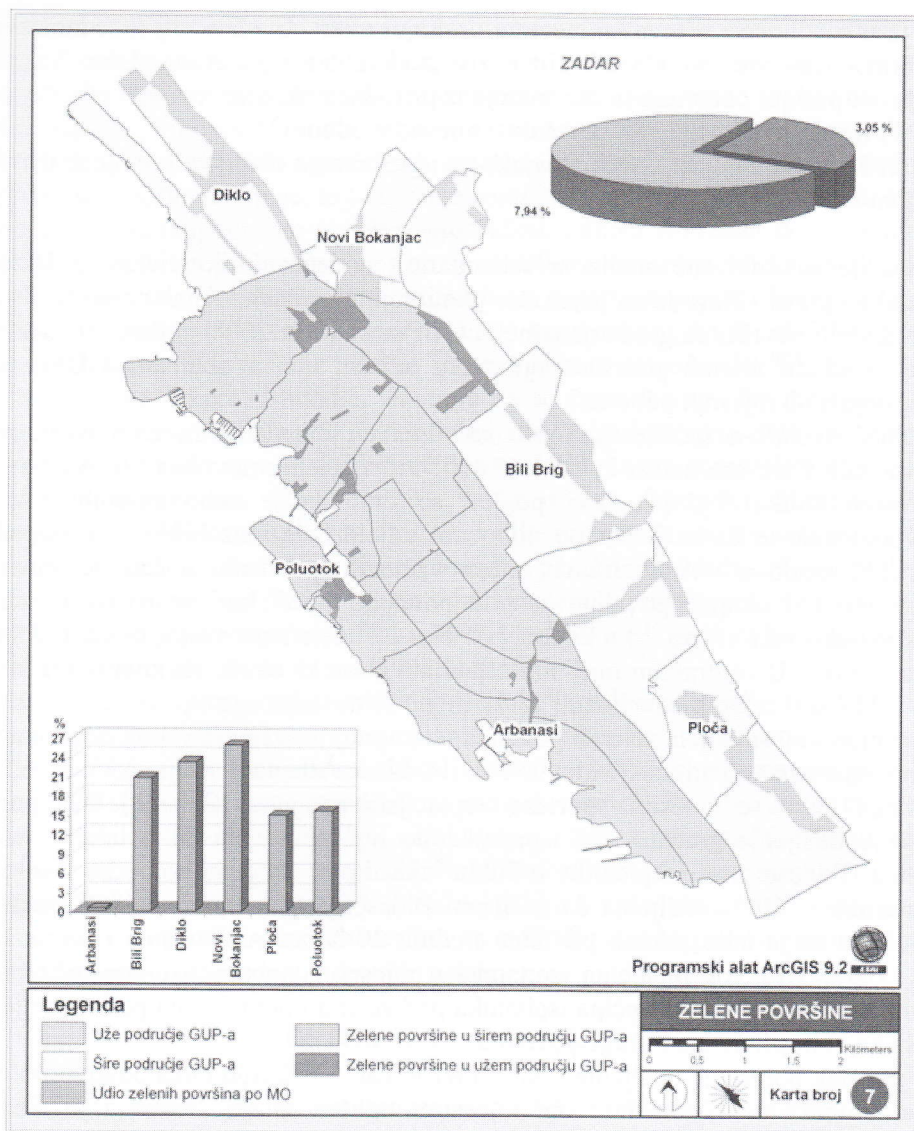 ZADAR
3,05 %
7,94 %
Diklo
Novi Bokanjac
Bili Brig
Poluotok
Arbanasi
Ploča
%
27
24
21
18
15
12
9
6
3
0
Arbanasi
Bili Brig
Diklo
Novi
Bokanjac
Ploča
Poluotok
Programski alat ArcGIS 9.2
ESRI
Legenda
Uže područje GUP-a
Šire područje GUP-a
Udio zelenih površina po MO
Zelene površine u širem području GUP-a
Zelene površine u užem području GUP-a
ZELENE POVRŠINE
0 0,5 1 1,5 2 Kilometers
Karta broj 7